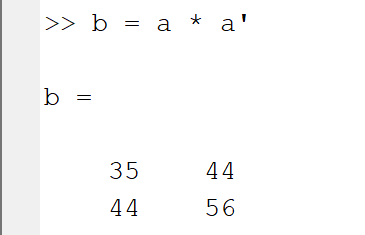 >> b = a * a'
b =
35 44
44 56